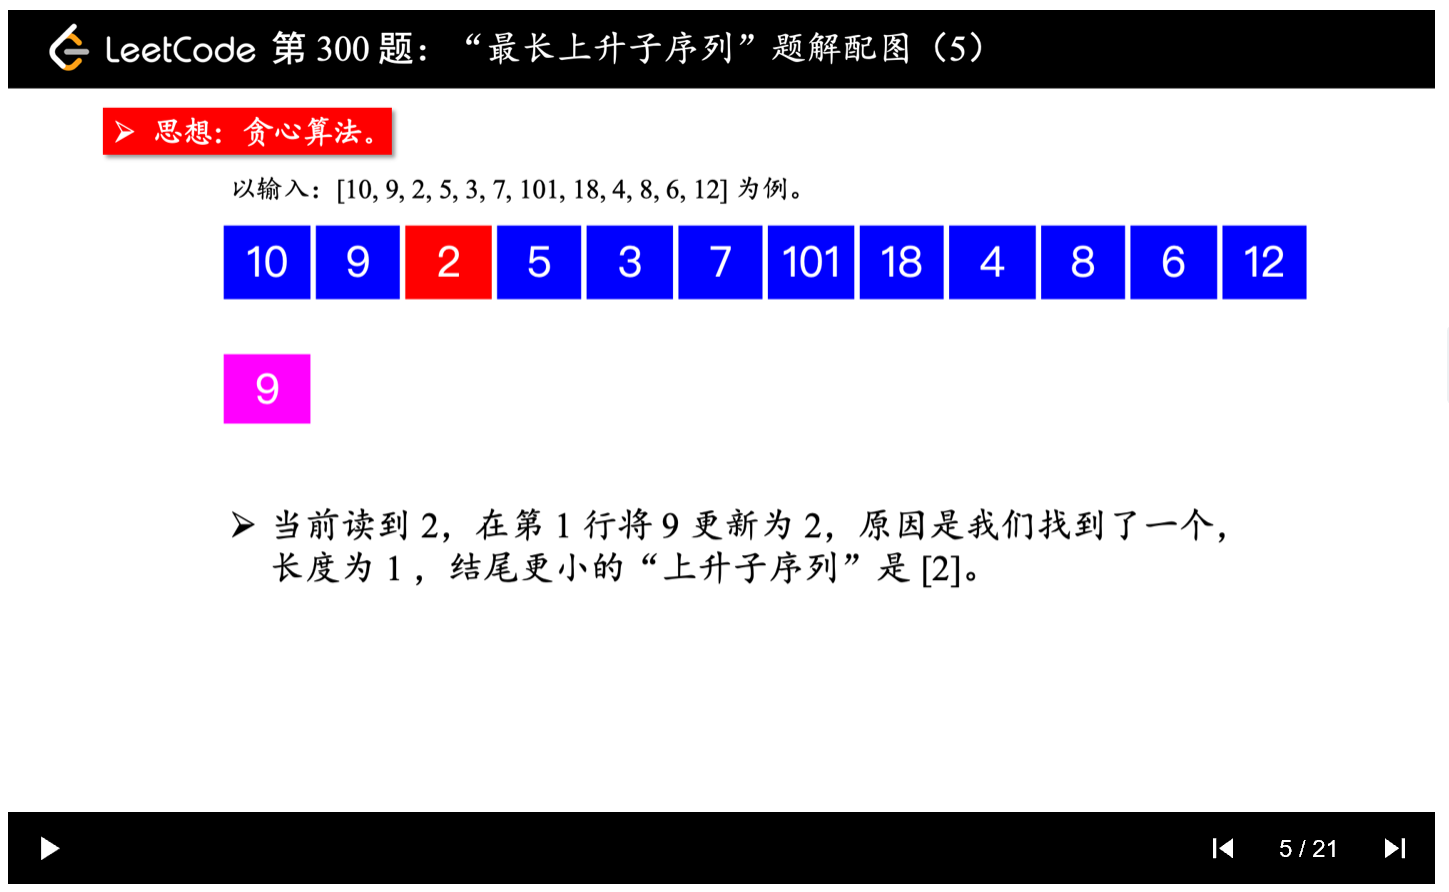 LeetCode 第 300 题：“最长上升子序列”题解配图（5）
➢ 思想：贪心算法。
以输入：[10, 9, 2, 5, 3, 7, 101, 18, 4, 8, 6, 12] 为例。
10 9 2 5 3 7 101 18 4 8 6 12
9
➢ 当前读到 2，在第 1 行将 9 更新为 2，原因是我们找到了一个，
长度为 1 ，结尾更小的“上升子序列”是 [2]。
5 / 21